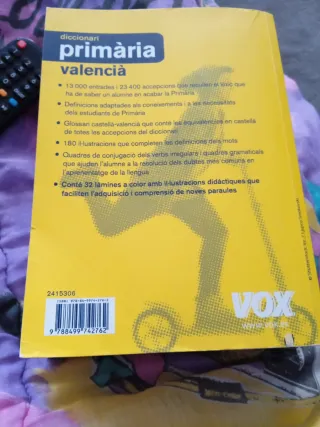 diccionari
primària
valencià
• 13 000 entrades i 23 400 accepcions que recullen el lèxic que
ha de saber un alumne en acabar la Primària
• Definicions adaptades als coneixements i a les necessitats
dels estudiants de Primària
• Glossari castellà-valencià que conté les equivalències en castellà
de totes les accepcions del diccionari
• 180 il·lustracions que completen les definicions dels mots
• Quadres de conjugació dels verbs irregulars i quadres gramaticals
que ajuden l'alumne a la resolució dels dubtes més comuns en
l'aprenentatge de la llengua
• Conté 32 làmines a color amb il·lustracions didàctiques que
faciliten l'adquisició i comprensió de noves paraules
2415306
9 788499 742762
VOX
www.vox.es